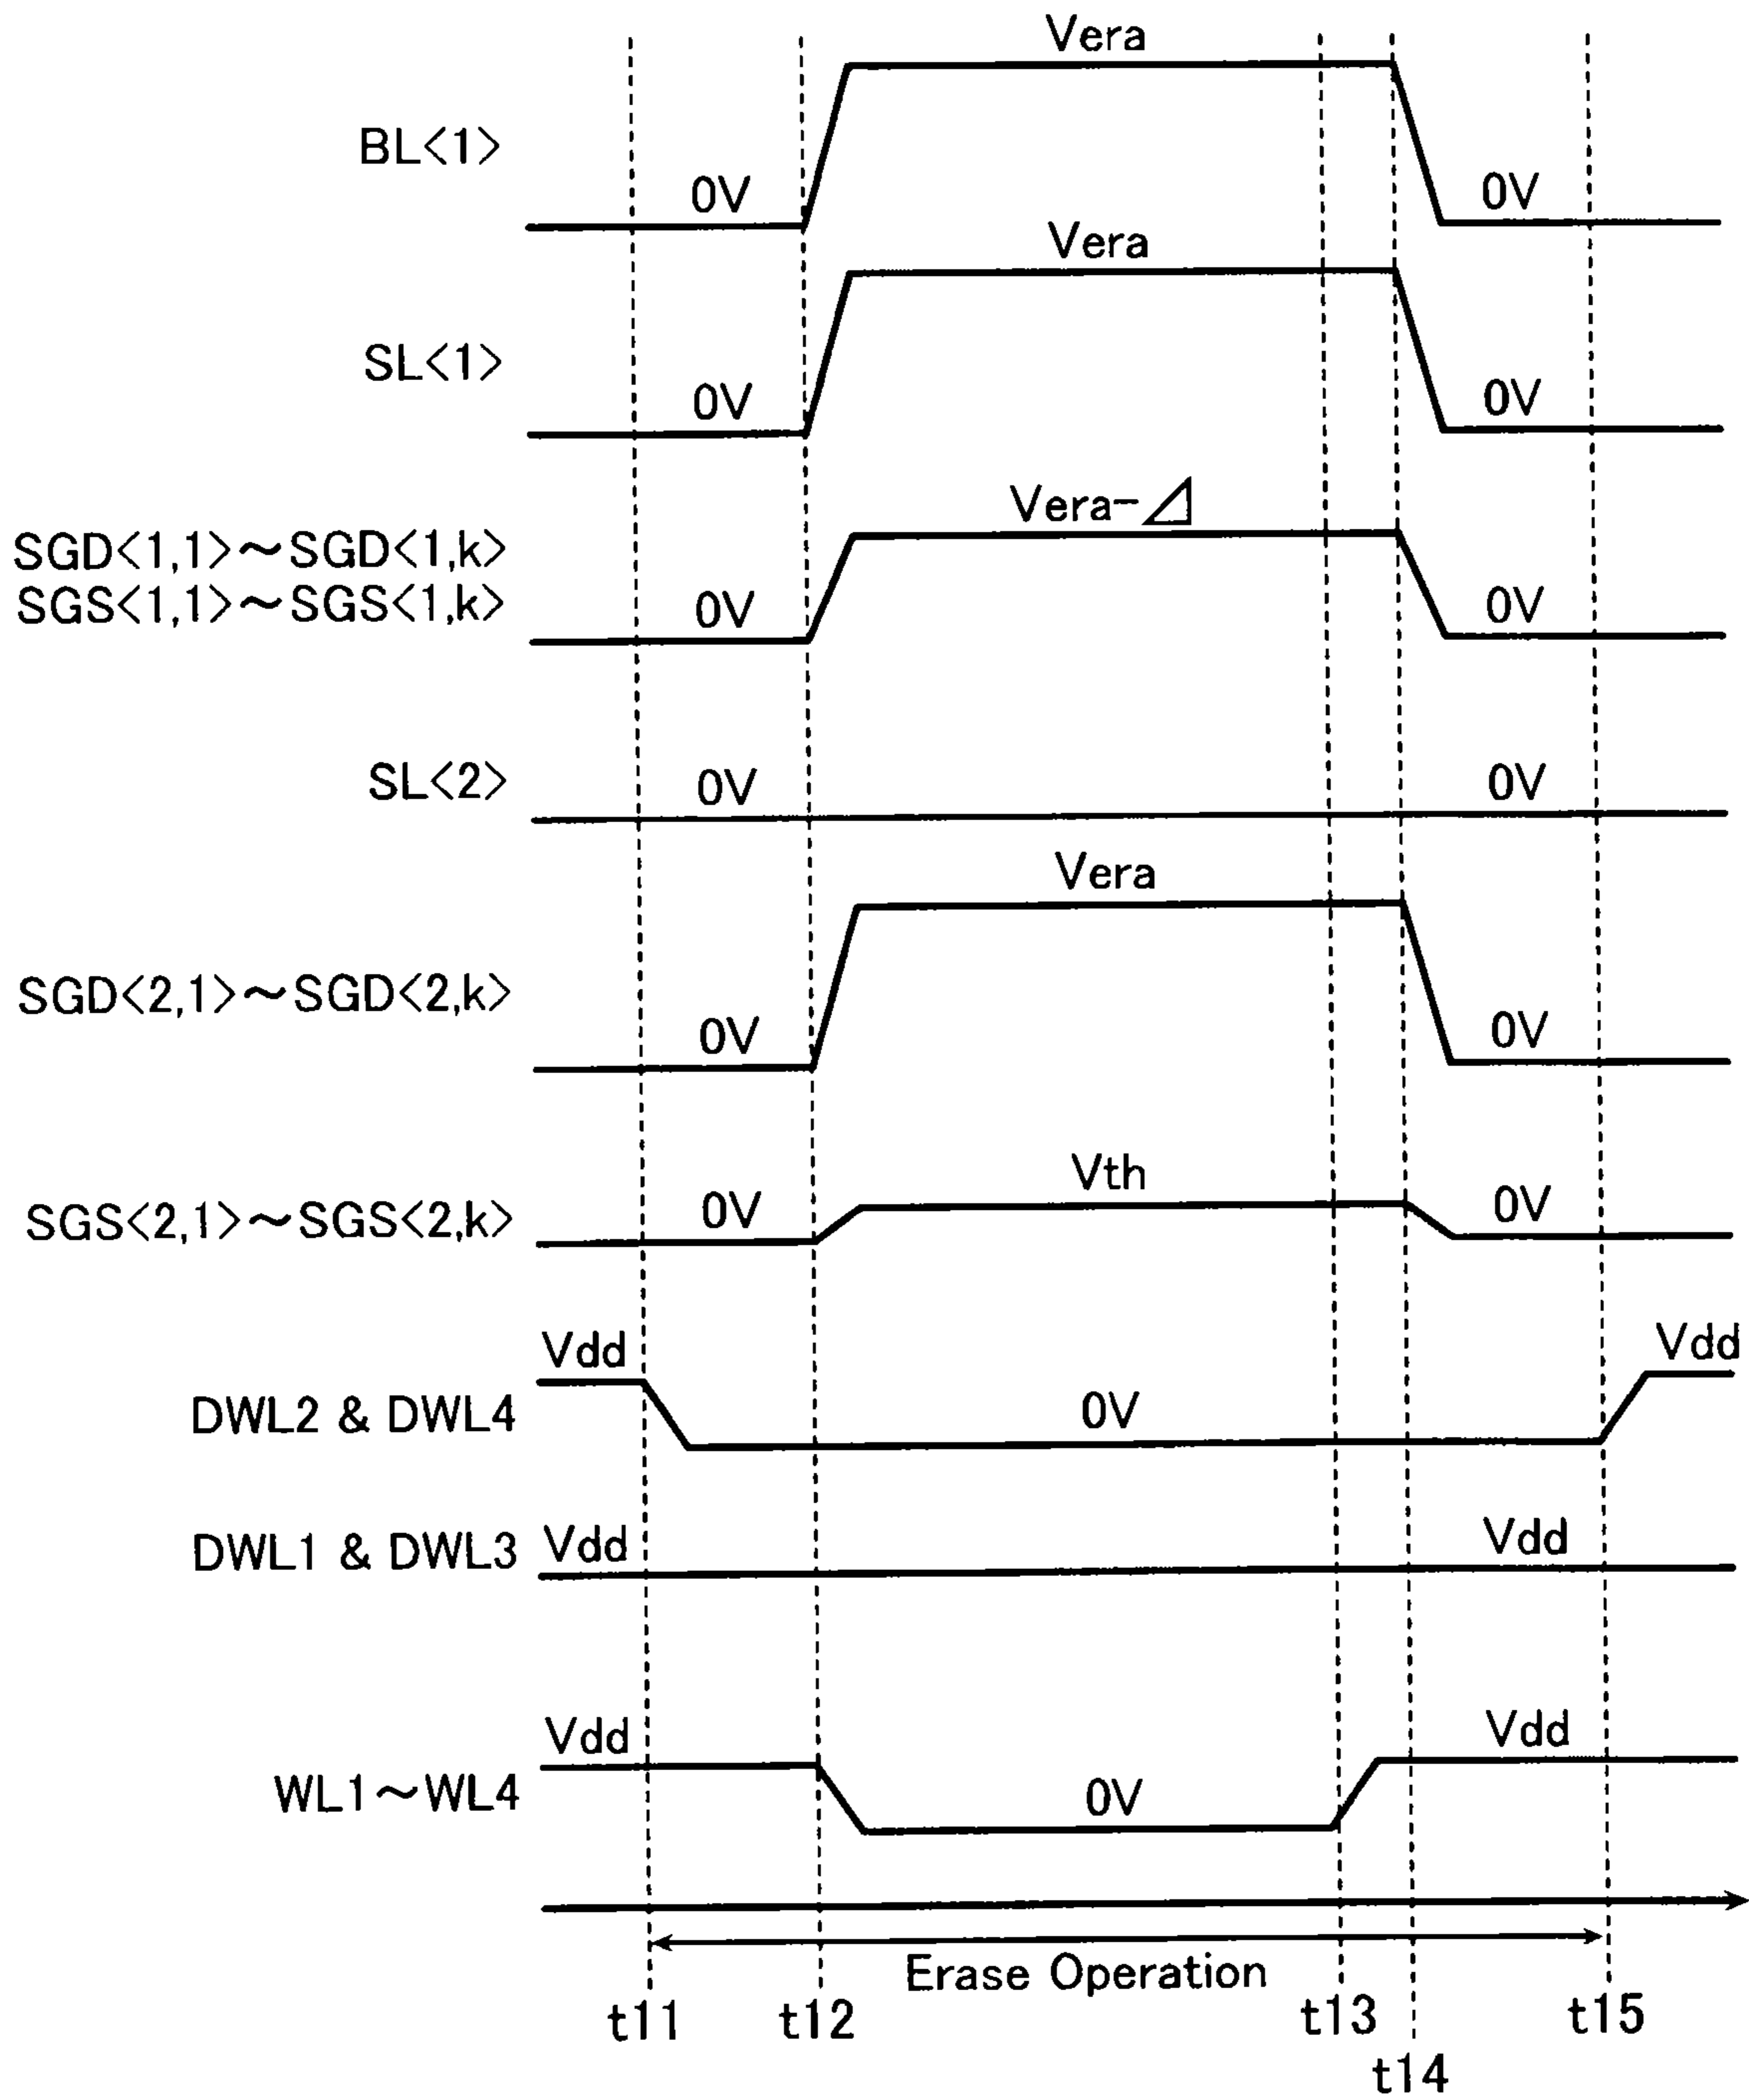 Vera
BL<1>
0V 0V
Vera
SL<1>
0V 0V
Vera-⊿
SGD<1,1>~SGD<1,k>
SGS<1,1>~SGS<1,k> 0V 0V
SL<2> 0V 0V
Vera
SGD<2,1>~SGD<2,k>
0V 0V
Vth
SGS<2,1>~SGS<2,k> 0V 0V
Vdd Vdd
DWL2 & DWL4 0V
DWL1 & DWL3 Vdd Vdd
Vdd Vdd
WL1~WL4 0V
Erase Operation
t11 t12 t13 t15
t14